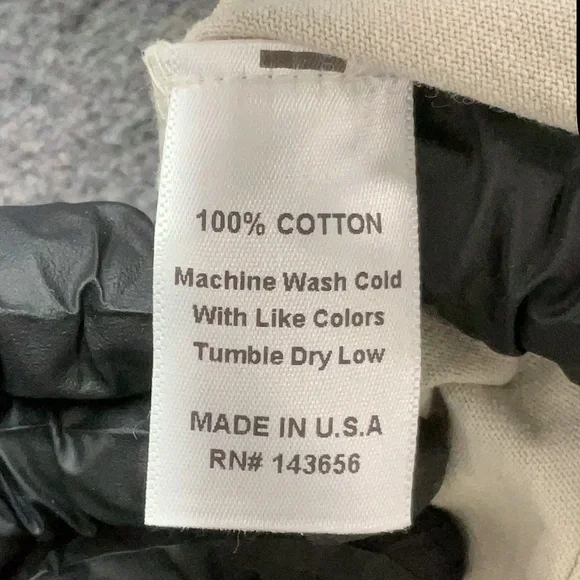 100% COTTON
Machine Wash Cold
With Like Colors
Tumble Dry Low
MADE IN U.S.A
RN# 143656